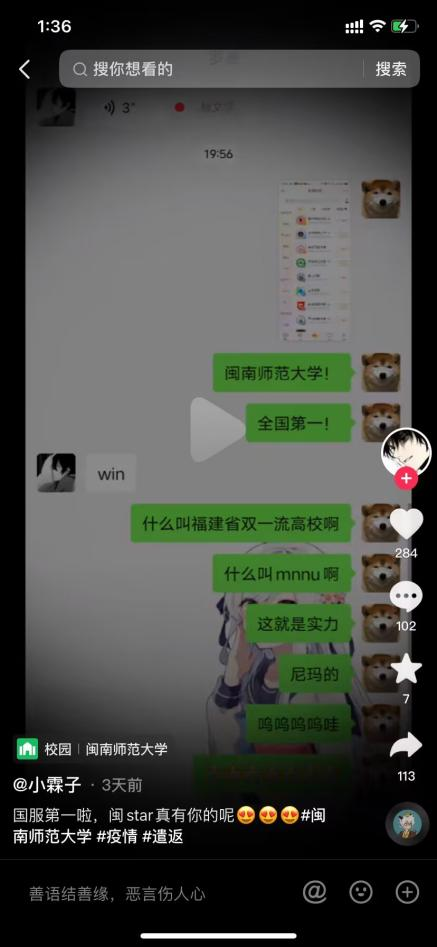 1:36
搜你想看的
搜索
3"
19:56
闽南师范大学！
全国第一！
win
什么叫福建省双一流高校啊
什么叫mnnu啊
这就是实力
尼玛的
呜呜呜呜哇
284
102
7
113
校园 | 闽南师范大学
@小霖子 · 3天前
国服第一啦，闽star真有你的呢😍😍😍#闽
南师范大学 #疫情 #遣返
善语结善缘，恶言伤人心